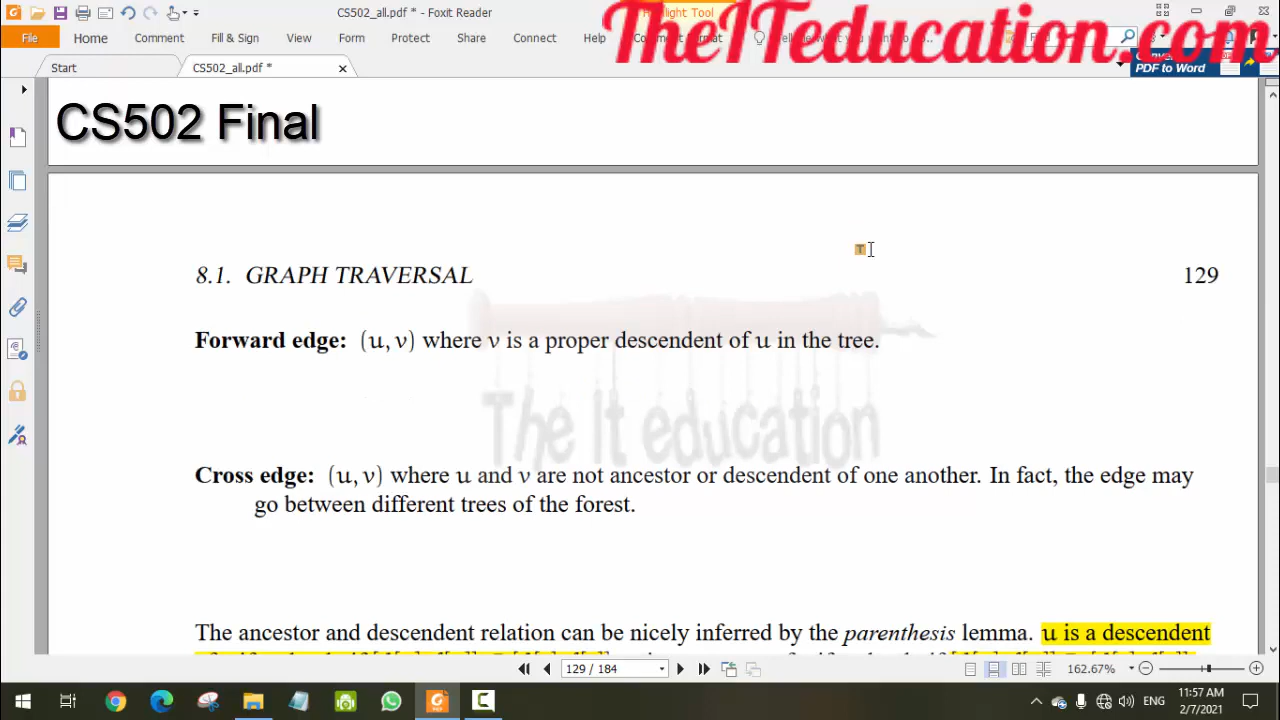 CS502_all.pdf * - Foxit Reader
Highlight Tool
TheITeducation.com
File Home Comment Fill & Sign View Form Protect Share Connect Help Comment Format
PDF to Word
Start CS502_all.pdf *
CS502 Final
8.1. GRAPH TRAVERSAL 129
Forward edge: (u, v) where v is a proper descendent of u in the tree.
The It education
Cross edge: (u, v) where u and v are not ancestor or descendent of one another. In fact, the edge may
go between different trees of the forest.
The ancestor and descendent relation can be nicely inferred by the parenthesis lemma. u is a descendent
129 / 184 162.67%
ENG 11:57 AM
2/7/2021